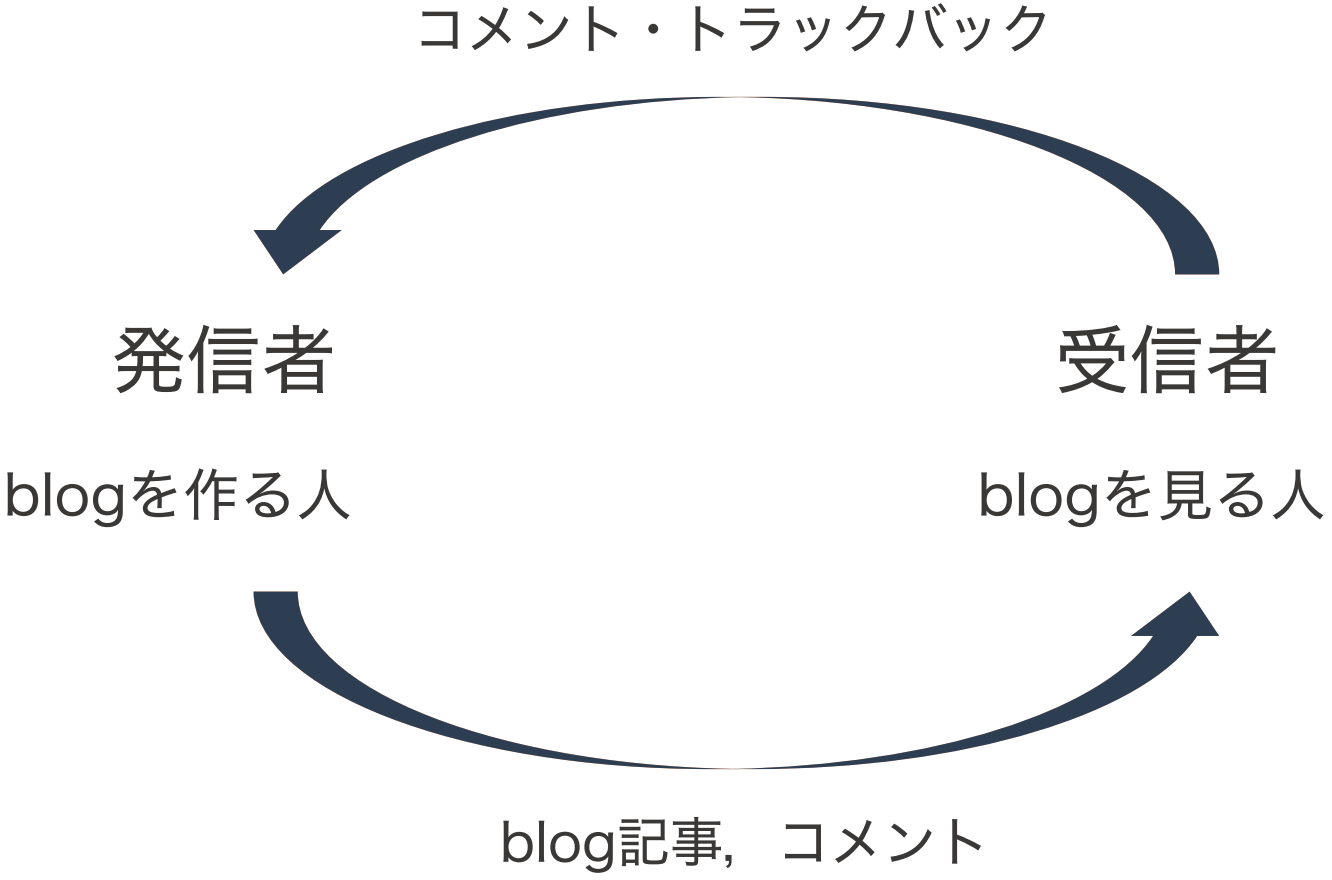 コメント・トラックバック
発信者
受信者
blogを作る人
blogを見る人
blog記事，コメント